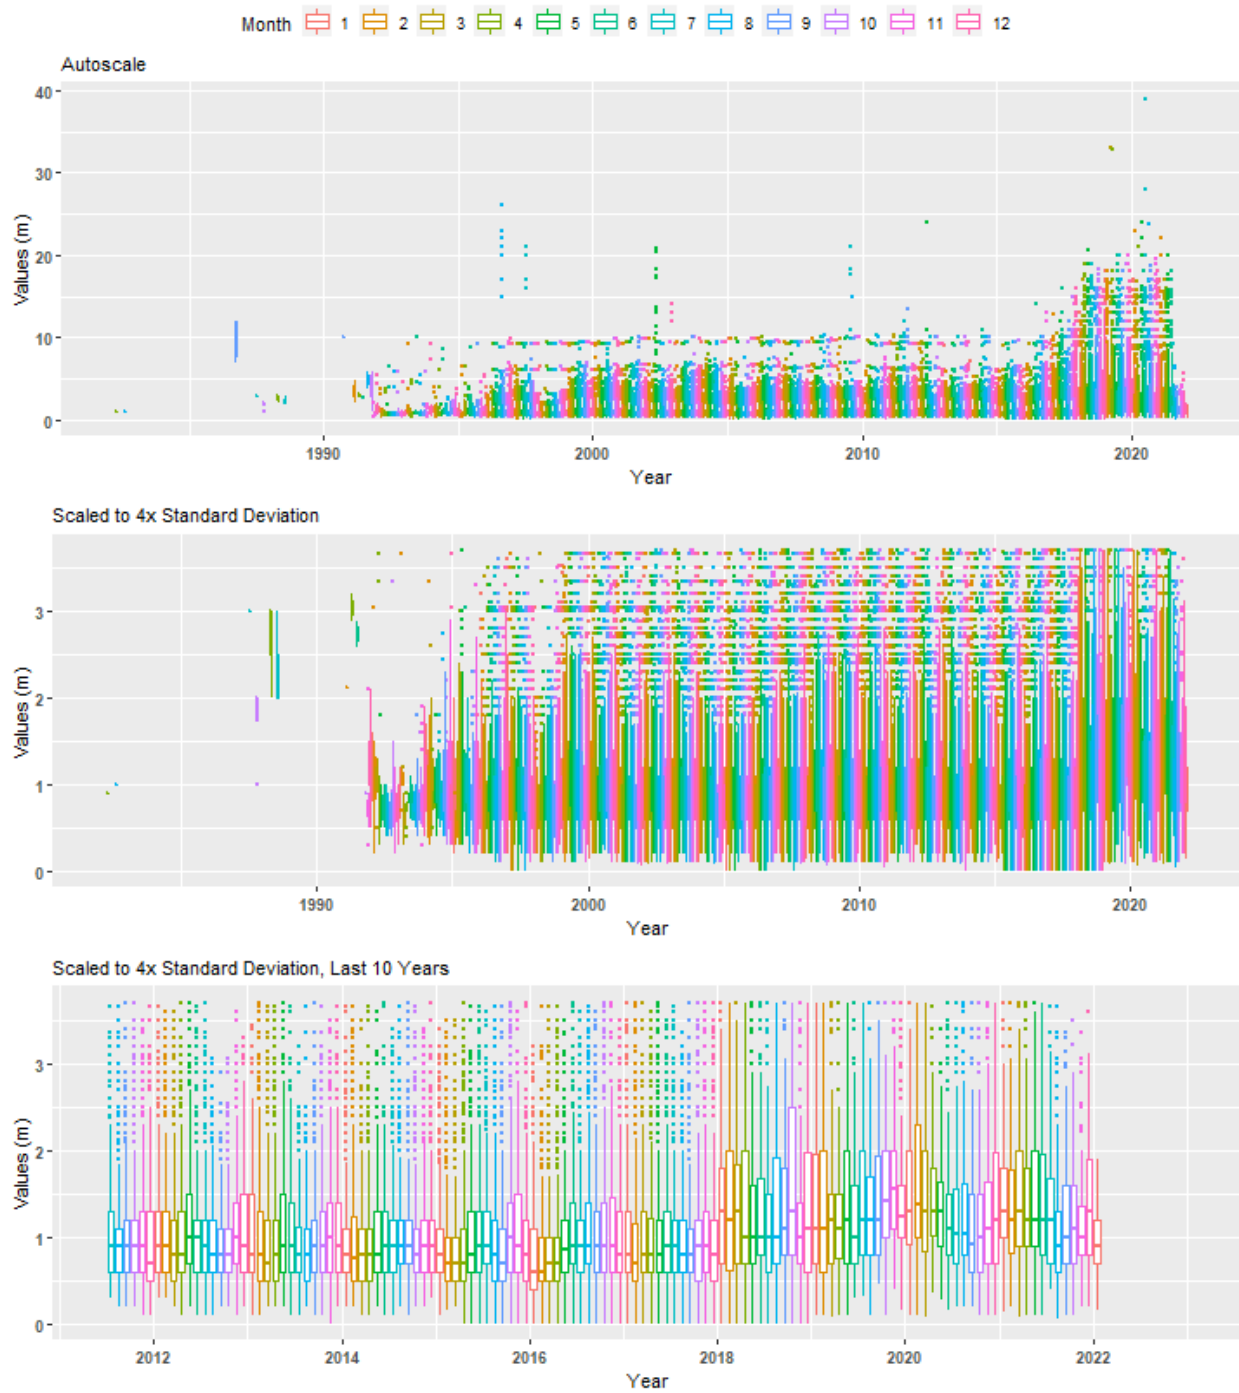 Month 1 2 3 4 5 6 7 8 9 10 11 12
Autoscale
Values (m)
40
30
20
10
0
1990 2000 2010 2020
Year
Scaled to 4x Standard Deviation
Values (m)
3
2
1
0
1990 2000 2010 2020
Year
Scaled to 4x Standard Deviation, Last 10 Years
Values (m)
3
2
1
0
2012 2014 2016 2018 2020 2022
Year